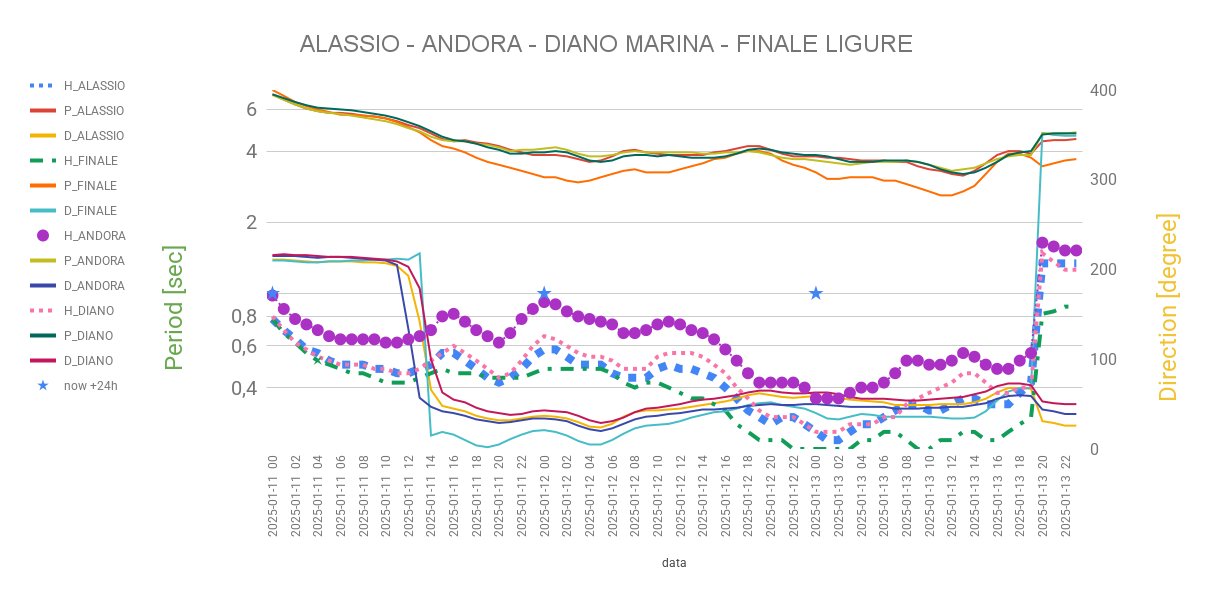 ALASSIO - ANDORA - DIANO MARINA - FINALE LIGURE
H_ALASSIO
P_ALASSIO
D_ALASSIO
H_FINALE
P_FINALE
D_FINALE
H_ANDORA
P_ANDORA
D_ANDORA
H_DIANO
P_DIANO
D_DIANO
now +24h
Period [sec]
6
4
2
0,8
0,6
0,4
400
300
200
100
0
Direction [degree]
2025-01-11 00
2025-01-11 02
2025-01-11 04
2025-01-11 06
2025-01-11 08
2025-01-11 10
2025-01-11 12
2025-01-11 14
2025-01-11 16
2025-01-11 18
2025-01-11 20
2025-01-11 22
2025-01-12 00
2025-01-12 02
2025-01-12 04
2025-01-12 06
2025-01-12 08
2025-01-12 10
2025-01-12 12
2025-01-12 14
2025-01-12 16
2025-01-12 18
2025-01-12 20
2025-01-12 22
2025-01-13 00
2025-01-13 02
2025-01-13 04
2025-01-13 06
2025-01-13 08
2025-01-13 10
2025-01-13 12
2025-01-13 14
2025-01-13 16
2025-01-13 18
2025-01-13 20
2025-01-13 22
data